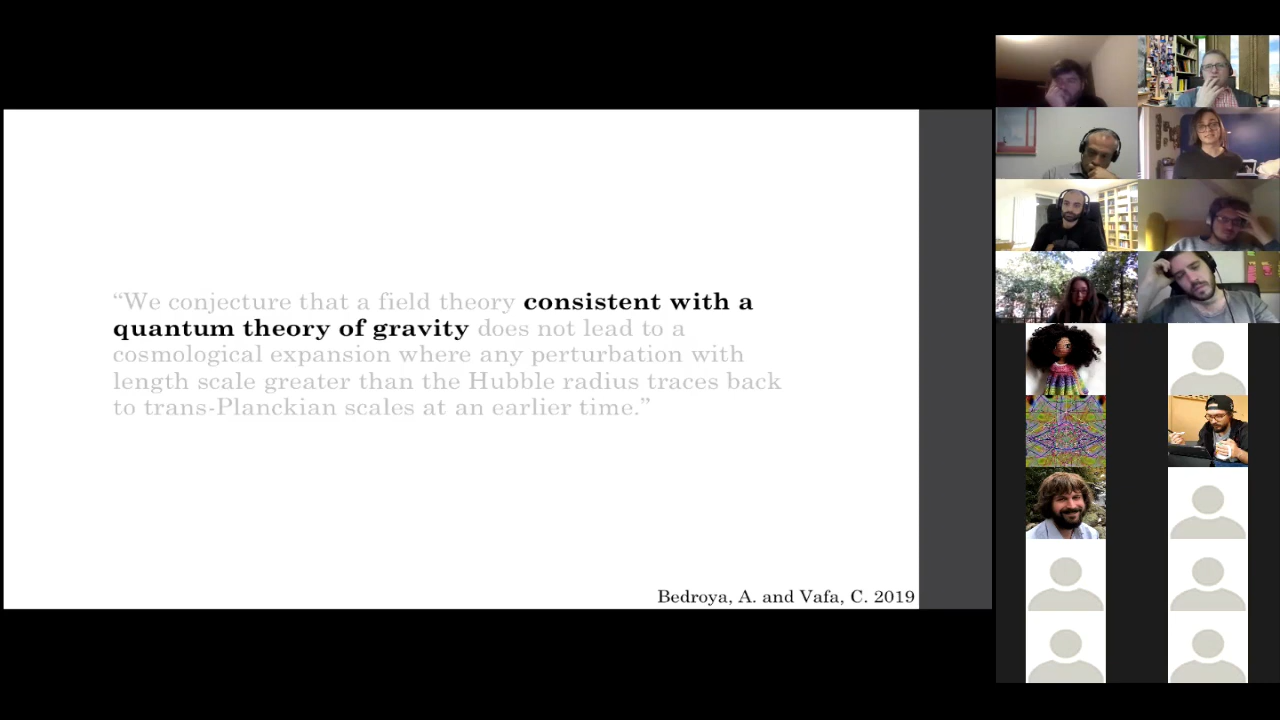 “We conjecture that a field theory consistent with a
quantum theory of gravity does not lead to a
cosmological expansion where any perturbation with
length scale greater than the Hubble radius traces back
to trans-Planckian scales at an earlier time.”
Bedroya, A. and Vafa, C. 2019